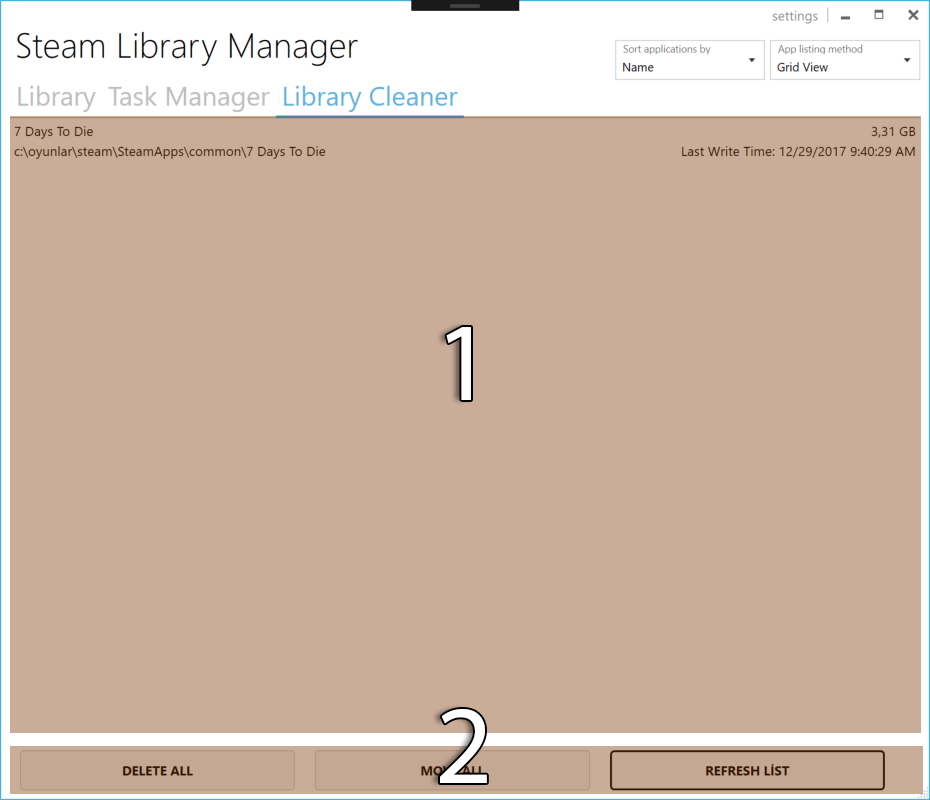 settings
Steam Library Manager
Sort applications by
Name
App listing method
Grid View
Library Task Manager Library Cleaner
7 Days To Die 3,31 GB
c:\oyunlar\steam\SteamApps\common\7 Days To Die Last Write Time: 12/29/2017 9:40:29 AM
1
2
DELETE ALL
ALL
REFRESH LİST